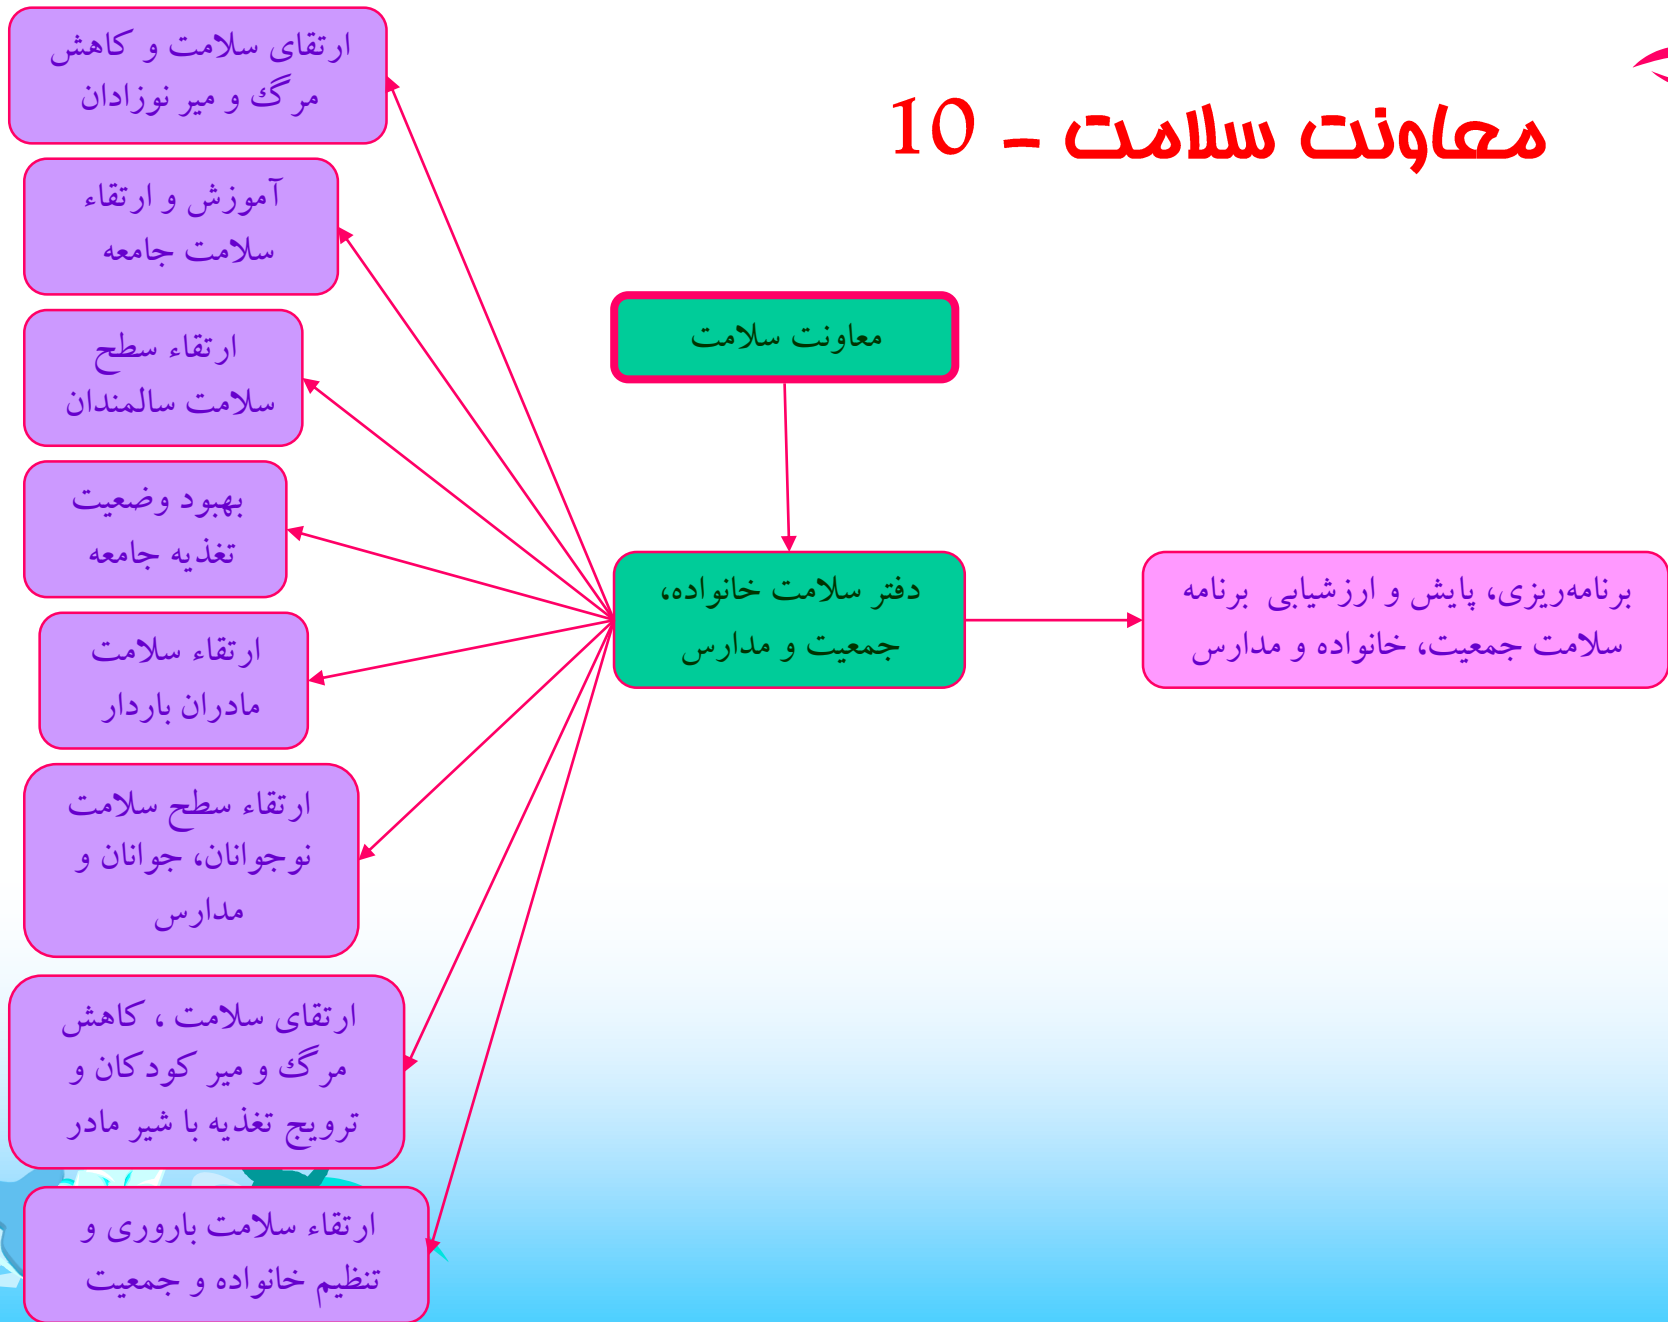 معاونت سلامت - 10
معاونت سلامت
دفتر سلامت خانواده،
جمعیت و مدارس
برنامه‌ریزی، پایش و ارزشیابی برنامه
سلامت جمعیت، خانواده و مدارس
ارتقای سلامت و کاهش
مرگ و میر نوزادان
آموزش و ارتقاء
سلامت جامعه
ارتقاء سطح
سلامت سالمندان
بهبود وضعیت
تغذیه جامعه
ارتقاء سلامت
مادران باردار
ارتقاء سطح سلامت
نوجوانان، جوانان و
مدارس
ارتقای سلامت ، کاهش
مرگ و میر کودکان و
ترویج تغذیه با شیر مادر
ارتقاء سلامت باروری و
تنظیم خانواده و جمعیت